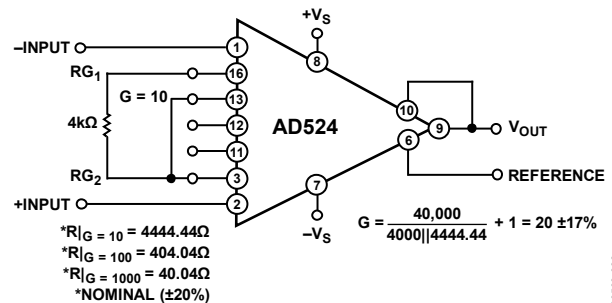 –INPUT
RG1
G = 10
4kΩ
RG2
+INPUT
1
16
13
12
11
3
2
+VS
8
AD524
10
9
6
7
–VS
VOUT
REFERENCE
*R|G = 10 = 4444.44Ω
*R|G = 100 = 404.04Ω
*R|G = 1000 = 40.04Ω
*NOMINAL (±20%)
G = 40,000 / 4000||4444.44 + 1 = 20 ±17%